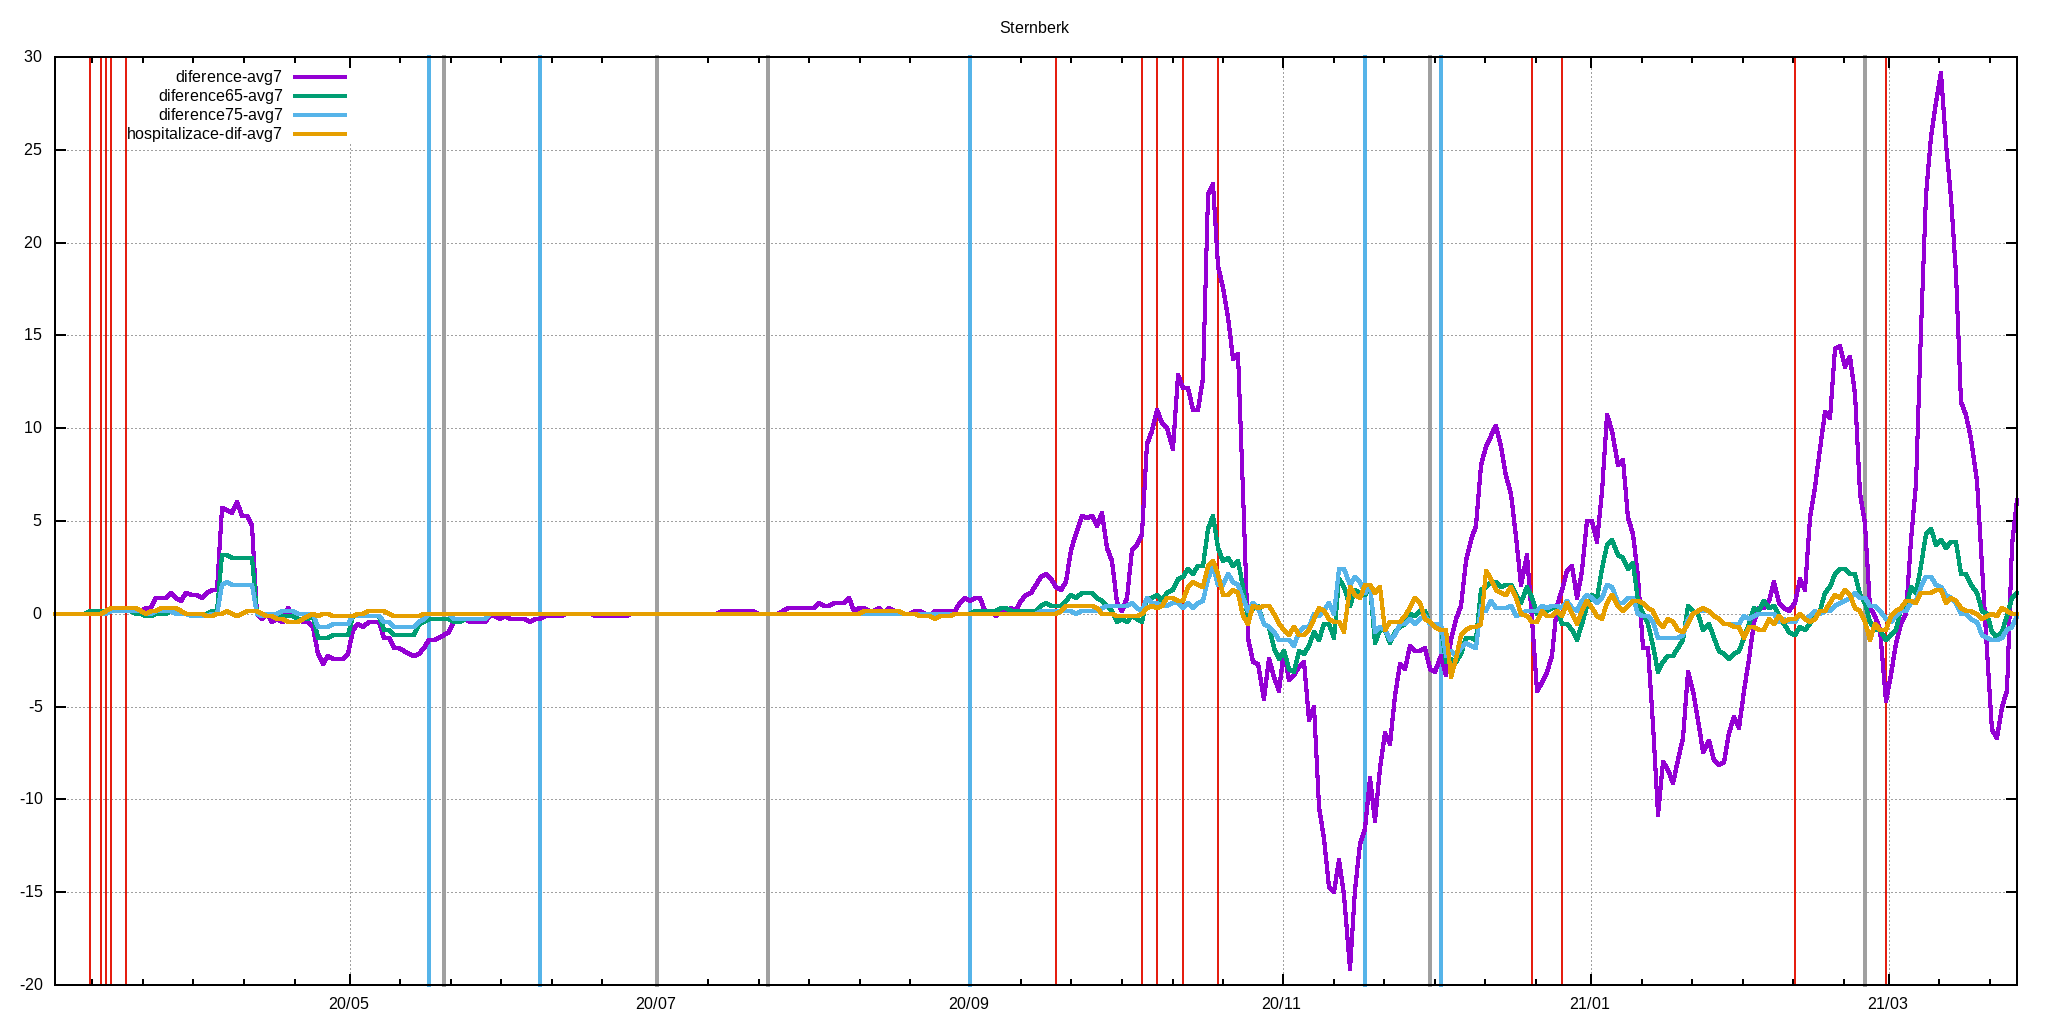 Sternberk
30
diference-avg7
diference65-avg7
diference75-avg7
hospitalizace-dif-avg7
25
20
15
10
5
0
-5
-10
-15
-20
20/05 20/07 20/09 20/11 21/01 21/03